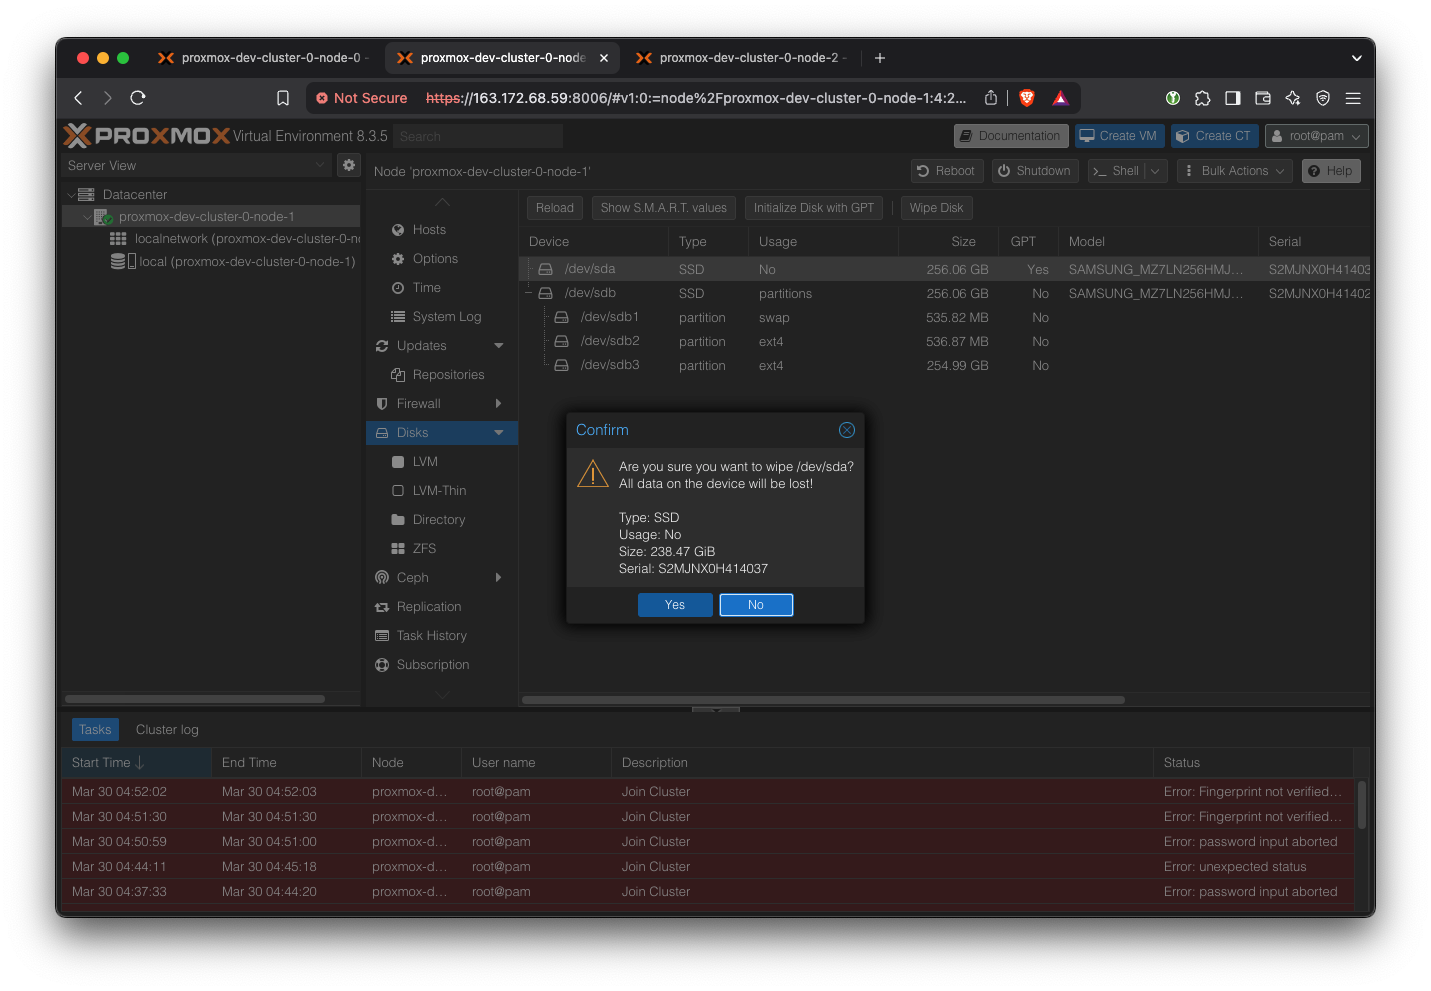 proxmox-dev-cluster-0-node-0 -
proxmox-dev-cluster-0-node
proxmox-dev-cluster-0-node-2 -
Not Secure
https://163.172.68.59:8006/#v1:0:=node%2Fproxmox-dev-cluster-0-node-1:4:2...
PROXMOX Virtual Environment 8.3.5
Search
Documentation
Create VM
Create CT
root@pam
Server View
Node 'proxmox-dev-cluster-0-node-1'
Reboot
Shutdown
Shell
Bulk Actions
Help
Datacenter
proxmox-dev-cluster-0-node-1
localnetwork (proxmox-dev-cluster-0-no
local (proxmox-dev-cluster-0-node-1)
Hosts
Options
Time
System Log
Updates
Repositories
Firewall
Disks
LVM
LVM-Thin
Directory
ZFS
Ceph
Replication
Task History
Subscription
Reload
Show S.M.A.R.T. values
Initialize Disk with GPT
Wipe Disk
Device Type Usage Size GPT Model Serial
/dev/sda SSD No 256.06 GB Yes SAMSUNG_MZ7LN256HMJ... S2MJNX0H41403
/dev/sdb SSD partitions 256.06 GB No SAMSUNG_MZ7LN256HMJ... S2MJNX0H41402
/dev/sdb1 partition swap 535.82 MB No
/dev/sdb2 partition ext4 536.87 MB No
/dev/sdb3 partition ext4 254.99 GB No
Confirm
Are you sure you want to wipe /dev/sda?
All data on the device will be lost!
Type: SSD
Usage: No
Size: 238.47 GiB
Serial: S2MJNX0H414037
Yes
No
Tasks
Cluster log
Start Time End Time Node User name Description Status
Mar 30 04:52:02 Mar 30 04:52:03 proxmox-d... root@pam Join Cluster Error: Fingerprint not verified...
Mar 30 04:51:30 Mar 30 04:51:30 proxmox-d... root@pam Join Cluster Error: Fingerprint not verified...
Mar 30 04:50:59 Mar 30 04:51:00 proxmox-d... root@pam Join Cluster Error: password input aborted
Mar 30 04:44:11 Mar 30 04:45:18 proxmox-d... root@pam Join Cluster Error: unexpected status
Mar 30 04:37:33 Mar 30 04:44:20 proxmox-d... root@pam Join Cluster Error: password input aborted